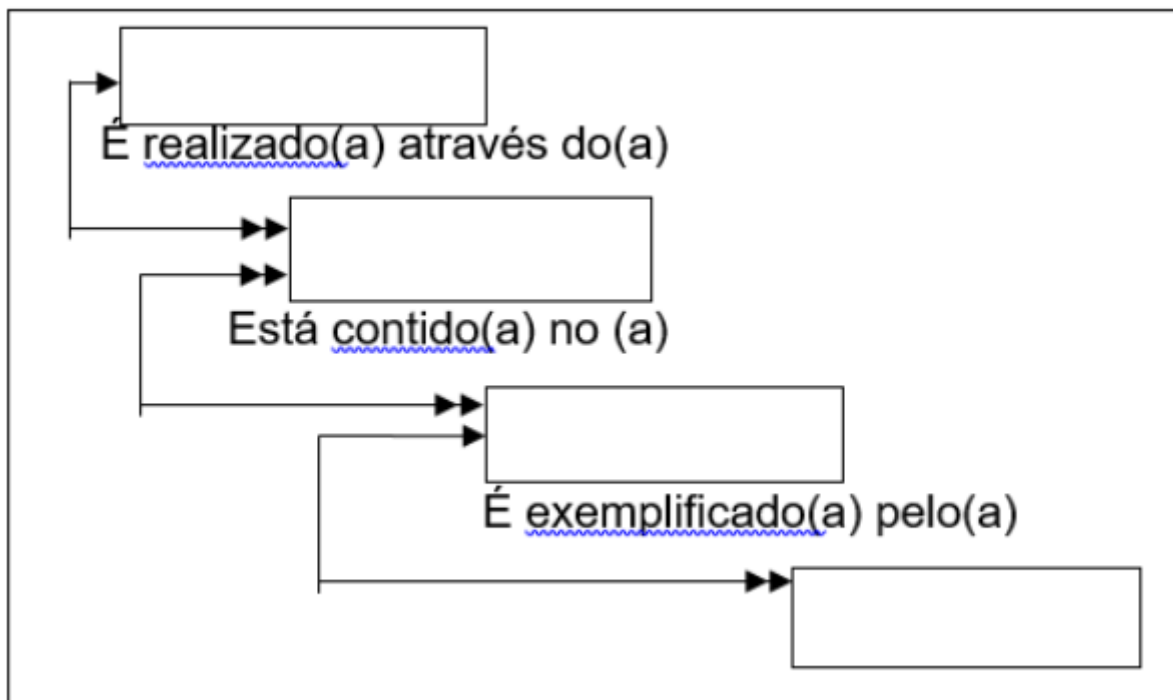 É realizado(a) através do(a)
Está contido(a) no (a)
É exemplificado(a) pelo(a)